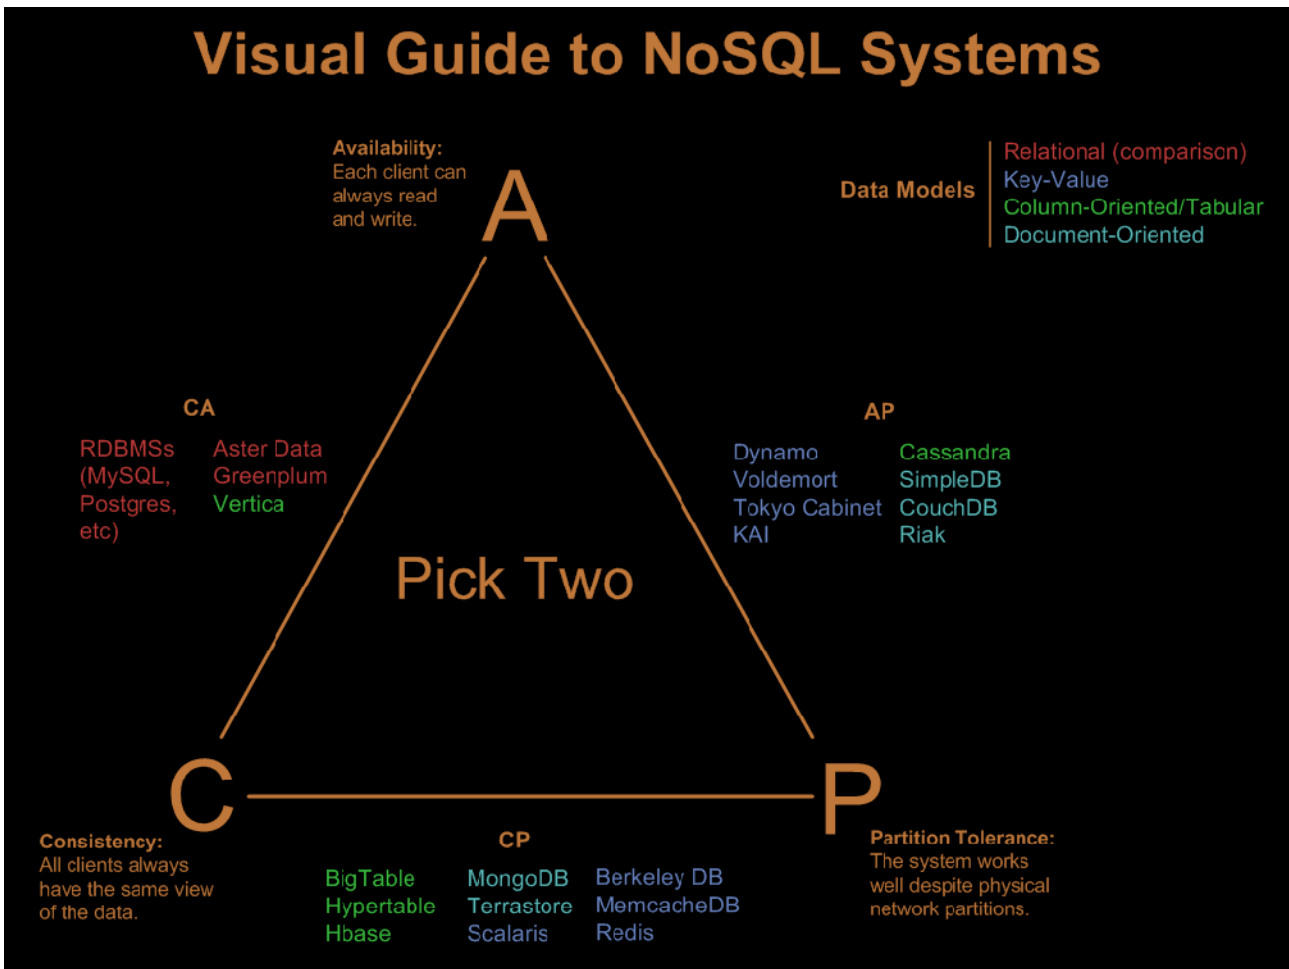 Visual Guide to NoSQL Systems
Availability:
Each client can
always read
and write.
A
Data Models
Relational (comparison)
Key-Value
Column-Oriented/Tabular
Document-Oriented
CA
RDBMSs
(MySQL,
Postgres,
etc)
Aster Data
Greenplum
Vertica
AP
Dynamo
Voldemort
Tokyo Cabinet
KAI
Cassandra
SimpleDB
CouchDB
Riak
Pick Two
C
Consistency:
All clients always
have the same view
of the data.
CP
BigTable
Hypertable
Hbase
MongoDB
Terrastore
Scalaris
Berkeley DB
MemcacheDB
Redis
P
Partition Tolerance:
The system works
well despite physical
network partitions.